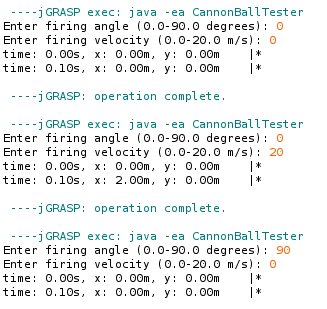 ----jGRASP exec: java -ea CannonBallTester
Enter firing angle (0.0-90.0 degrees): 0
Enter firing velocity (0.0-20.0 m/s): 0
time: 0.00s, x: 0.00m, y: 0.00m    |*
time: 0.10s, x: 0.00m, y: 0.00m    |*
----jGRASP: operation complete.
----jGRASP exec: java -ea CannonBallTester
Enter firing angle (0.0-90.0 degrees): 0
Enter firing velocity (0.0-20.0 m/s): 20
time: 0.00s, x: 0.00m, y: 0.00m    |*
time: 0.10s, x: 2.00m, y: 0.00m    |*
----jGRASP: operation complete.
----jGRASP exec: java -ea CannonBallTester
Enter firing angle (0.0-90.0 degrees): 90
Enter firing velocity (0.0-20.0 m/s): 0
time: 0.00s, x: 0.00m, y: 0.00m    |*
time: 0.10s, x: 0.00m, y: 0.00m    |*